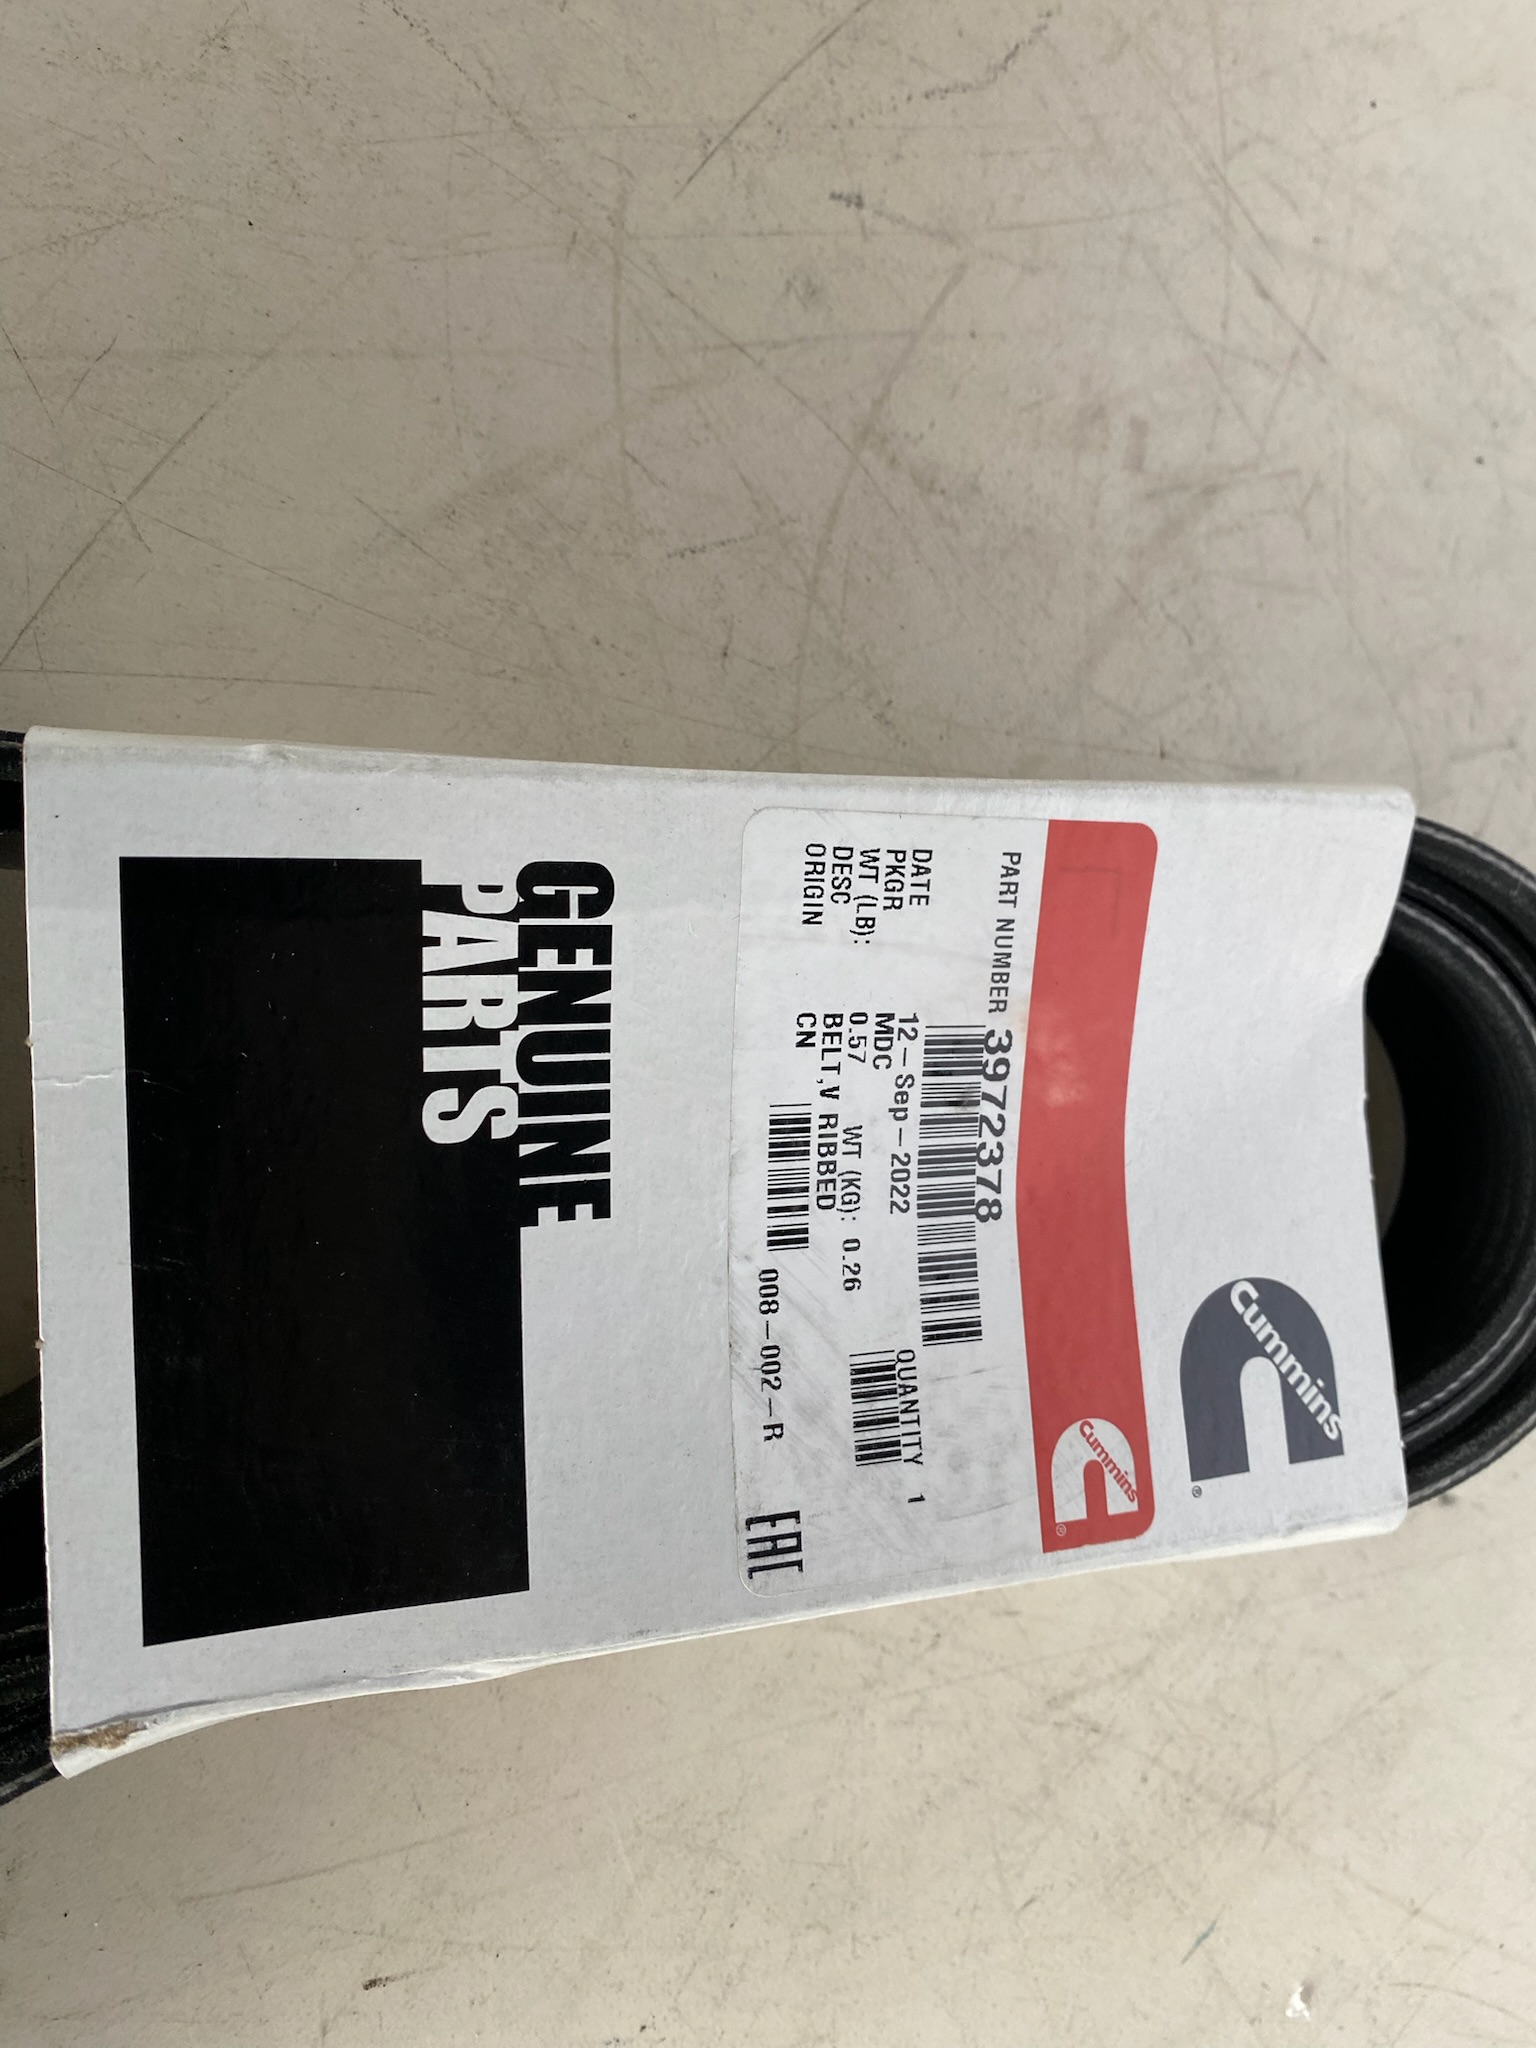 Cummins
®
Cummins
®
PART NUMBER 3972378
DATE 12-Sep-2022 QUANTITY 1
PKGR MDC
WT (LB): 0.57 WT (KG): 0.26
DESC BELT,V RIBBED
ORIGIN CN
008-002-R
EAC
GENUINE
PARTS